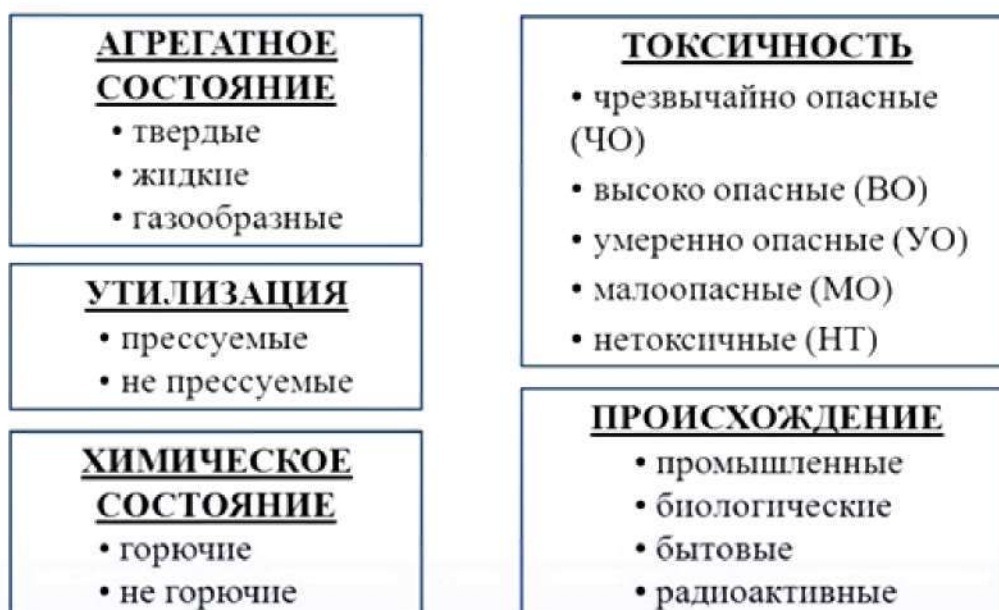 АГРЕГАТНОЕ
СОСТОЯНИЕ
• твердые
• жидкие
• газообразные
УТИЛИЗАЦИЯ
• прессуемые
• не прессуемые
ХИМИЧЕСКОЕ
СОСТОЯНИЕ
• горючие
• не горючие
ТОКСИЧНОСТЬ
• чрезвычайно опасные
(ЧО)
• высоко опасные (ВО)
• умеренно опасные (УО)
• малоопасные (МО)
• нетоксичные (НТ)
ПРОИСХОЖДЕНИЕ
• промышленные
• биологические
• бытовые
• радиоактивные